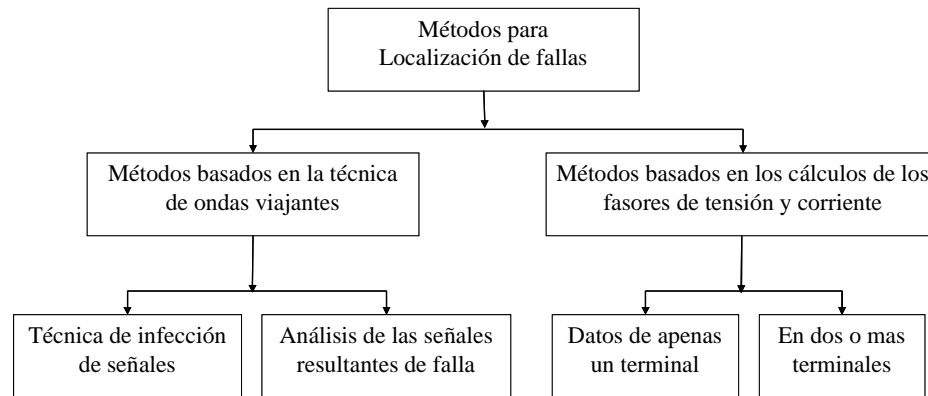 Métodos para
Localización de fallas
Métodos basados en la técnica
de ondas viajantes
Métodos basados en los cálculos de los
fasores de tensión y corriente
Técnica de infección
de señales
Análisis de las señales
resultantes de falla
Datos de apenas
un terminal
En dos o mas
terminales